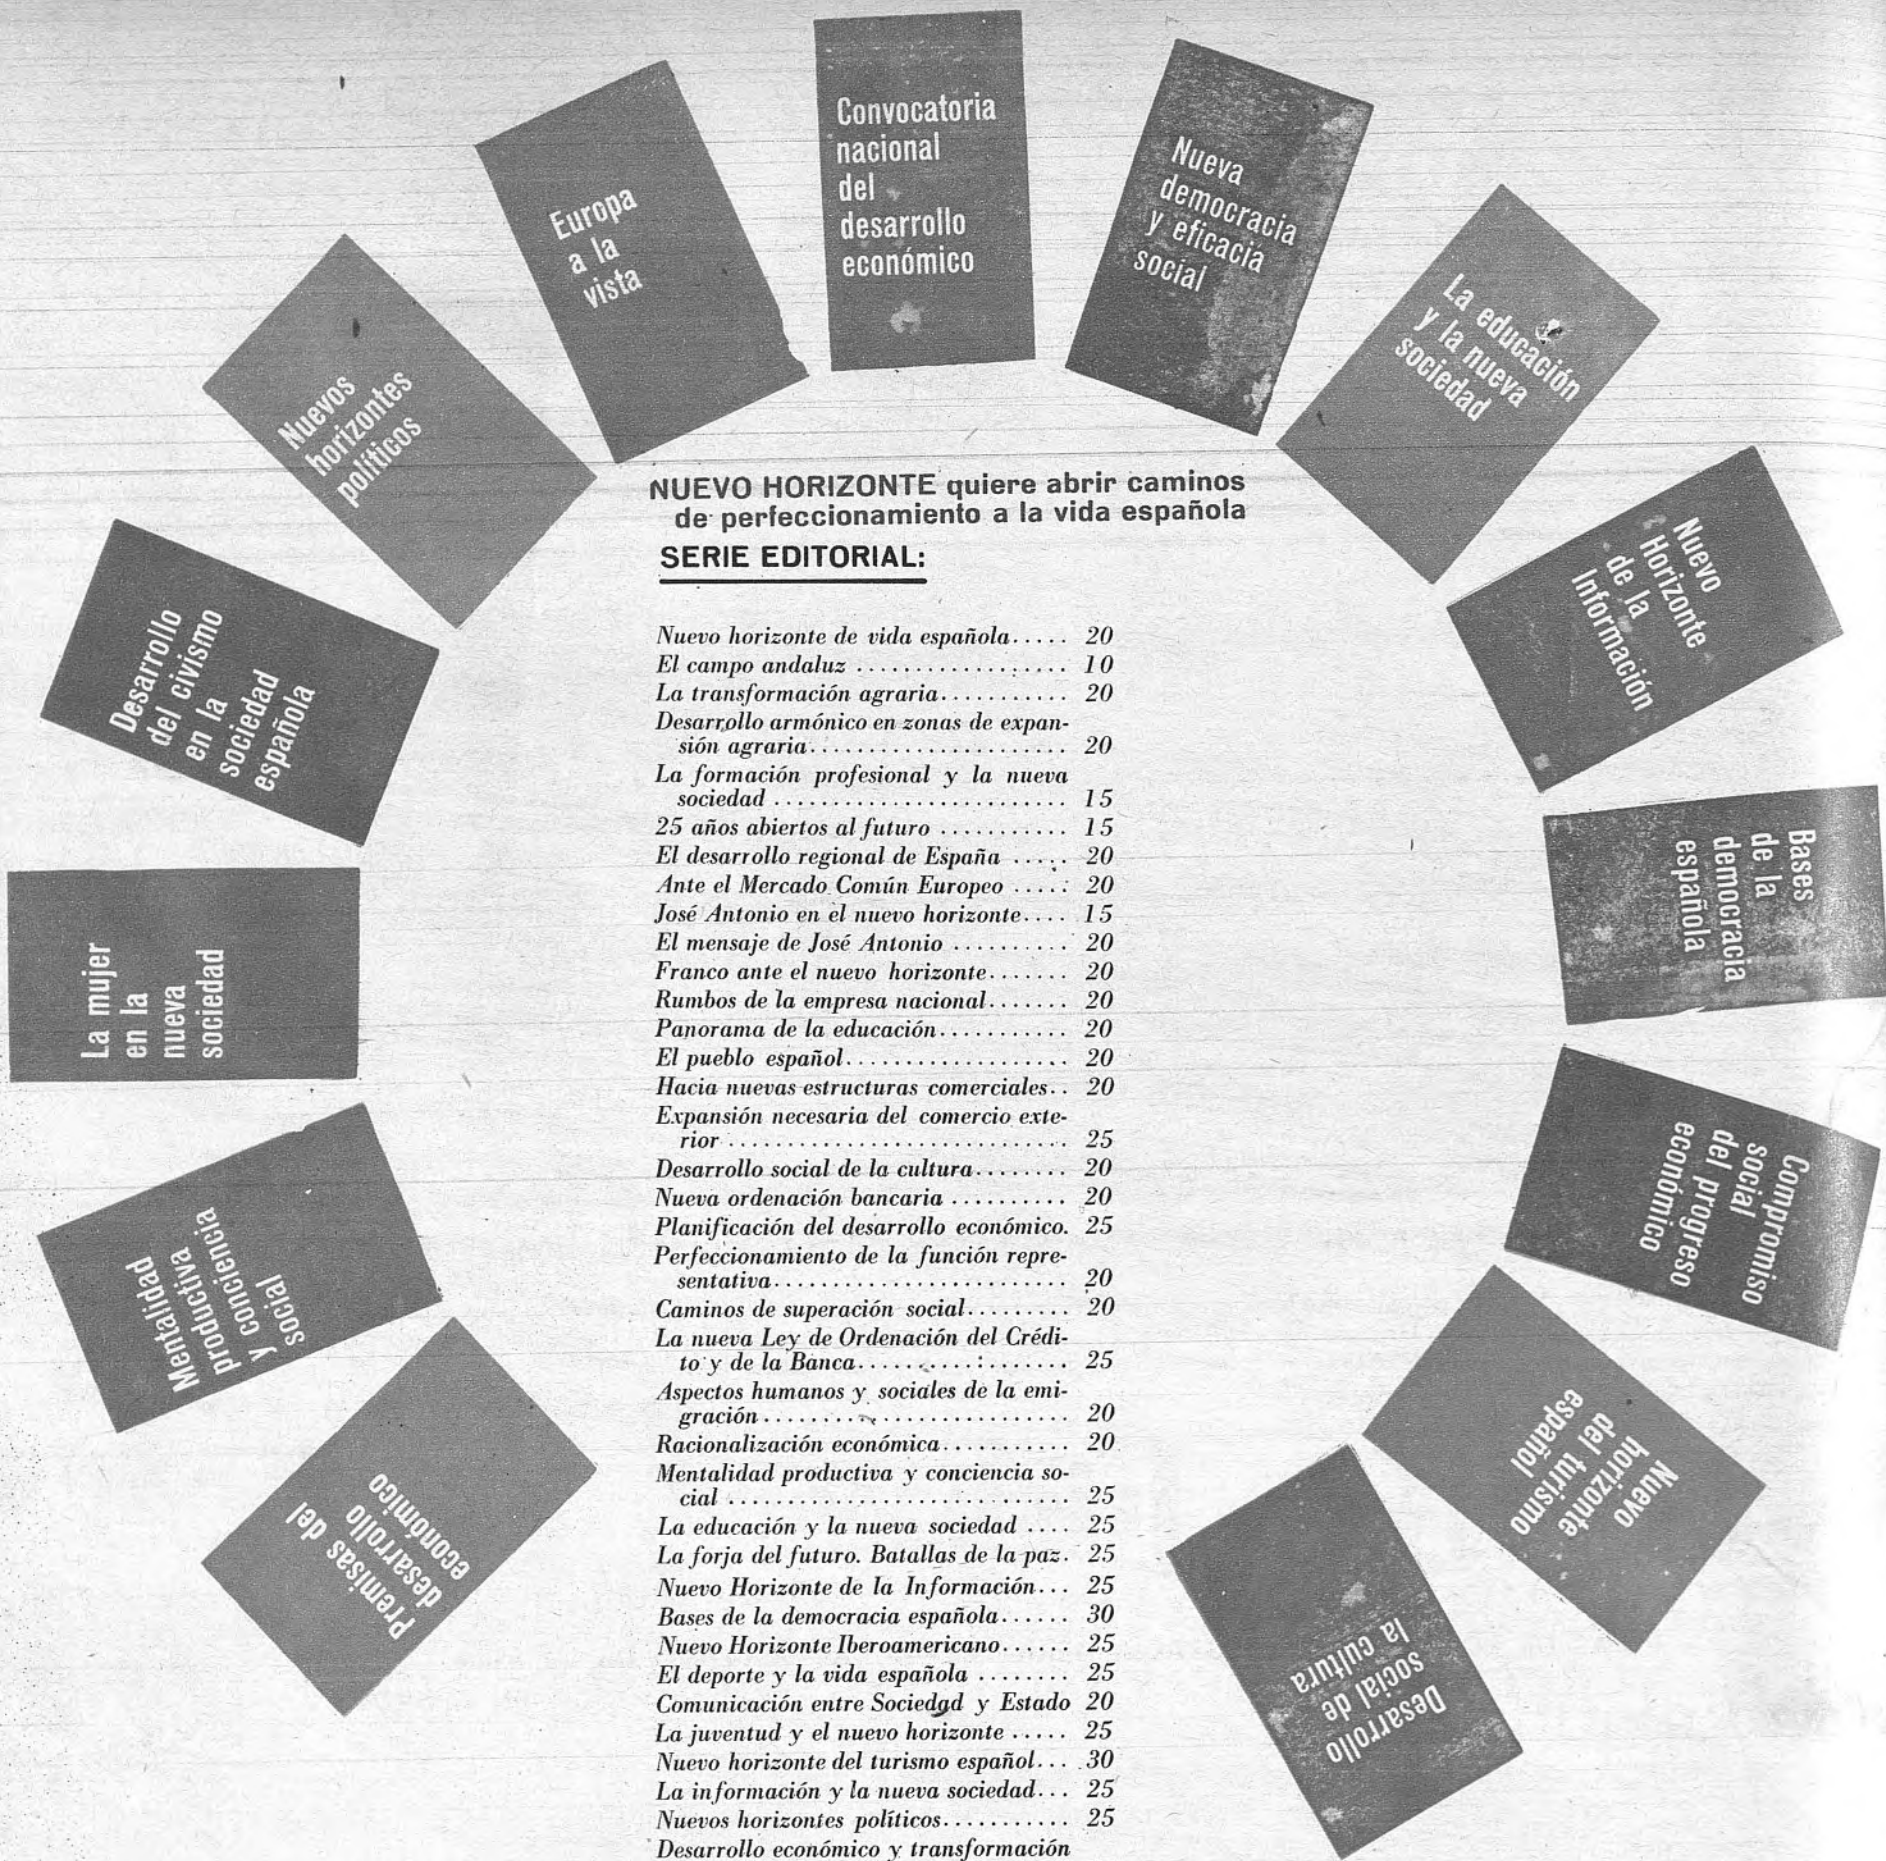 Convocatoria
nacional
del
desarrollo
económico
Nueva
democracia
y eficacia
social
Europa
a la
vista
La educación
y la nueva
sociedad
Nuevos
horizontes
políticos
Nuevo
Horizonte
de la
Información
Desarrollo
del civismo
en la
sociedad
española
Bases
de la
democracia
española
La mujer
en la
nueva
sociedad
Compromiso
social
del progreso
económico
Mentalidad
productiva
y conciencia
social
Nuevo
horizonte
del turismo
español
Premisas del
desarrollo
económico
Desarrollo
social de
la cultura
NUEVO HORIZONTE quiere abrir caminos
de perfeccionamiento a la vida española
SERIE EDITORIAL:
Nuevo horizonte de vida española..... 20
El campo andaluz .................. 10
La transformación agraria........... 20
Desarrollo armónico en zonas de expan-
sión agraria...................... 20
La formación profesional y la nueva
sociedad ......................... 15
25 años abiertos al futuro ........... 15
El desarrollo regional de España ..... 20
Ante el Mercado Común Europeo ..... 20
José Antonio en el nuevo horizonte.... 15
El mensaje de José Antonio .......... 20
Franco ante el nuevo horizonte....... 20
Rumbos de la empresa nacional....... 20
Panorama de la educación........... 20
El pueblo español................... 20
Hacia nuevas estructuras comerciales.. 20
Expansión necesaria del comercio exte-
rior ............................. 25
Desarrollo social de la cultura........ 20
Nueva ordenación bancaria .......... 20
Planificación del desarrollo económico. 25
Perfeccionamiento de la función repre-
sentativa......................... 20
Caminos de superación social......... 20
La nueva Ley de Ordenación del Crédi-
to y de la Banca.................. 25
Aspectos humanos y sociales de la emi-
gración .......................... 20
Racionalización económica........... 20
Mentalidad productiva y conciencia so-
cial ............................. 25
La educación y la nueva sociedad .... 25
La forja del futuro. Batallas de la paz. 25
Nuevo Horizonte de la Información... 25
Bases de la democracia española...... 30
Nuevo Horizonte Iberoamericano...... 25
El deporte y la vida española ........ 25
Comunicación entre Sociedad y Estado 20
La juventud y el nuevo horizonte ..... 25
Nuevo horizonte del turismo español... 30
La información y la nueva sociedad... 25
Nuevos horizontes políticos........... 25
Desarrollo económico y transformación